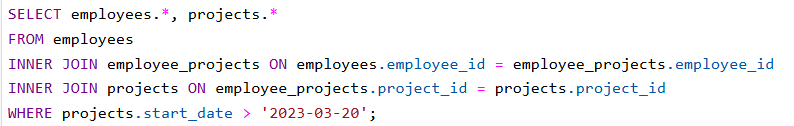 SELECT employees.*, projects.*
FROM employees
INNER JOIN employee_projects ON employees.employee_id = employee_projects.employee_id
INNER JOIN projects ON employee_projects.project_id = projects.project_id
WHERE projects.start_date > '2023-03-20';